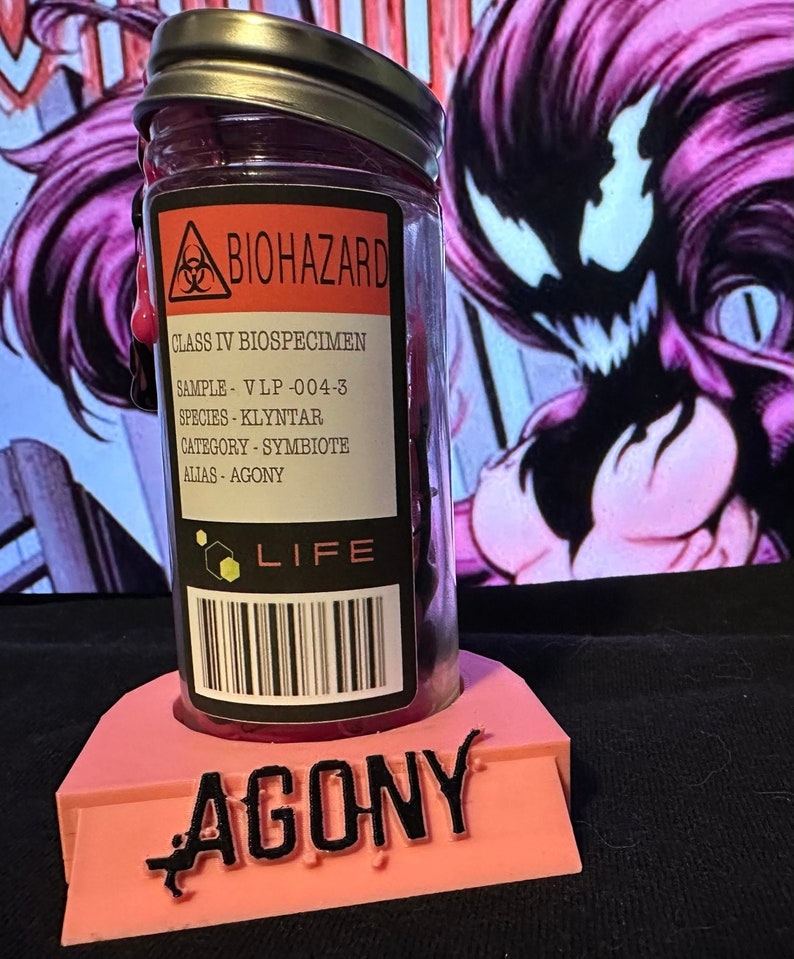 BIOHAZARD
CLASS IV BIOSPECIMEN
SAMPLE - VLP -004-3
SPECIES - KLYNTAR
CATEGORY - SYMBIOTE
ALIAS - AGONY
LIFE
AGONY